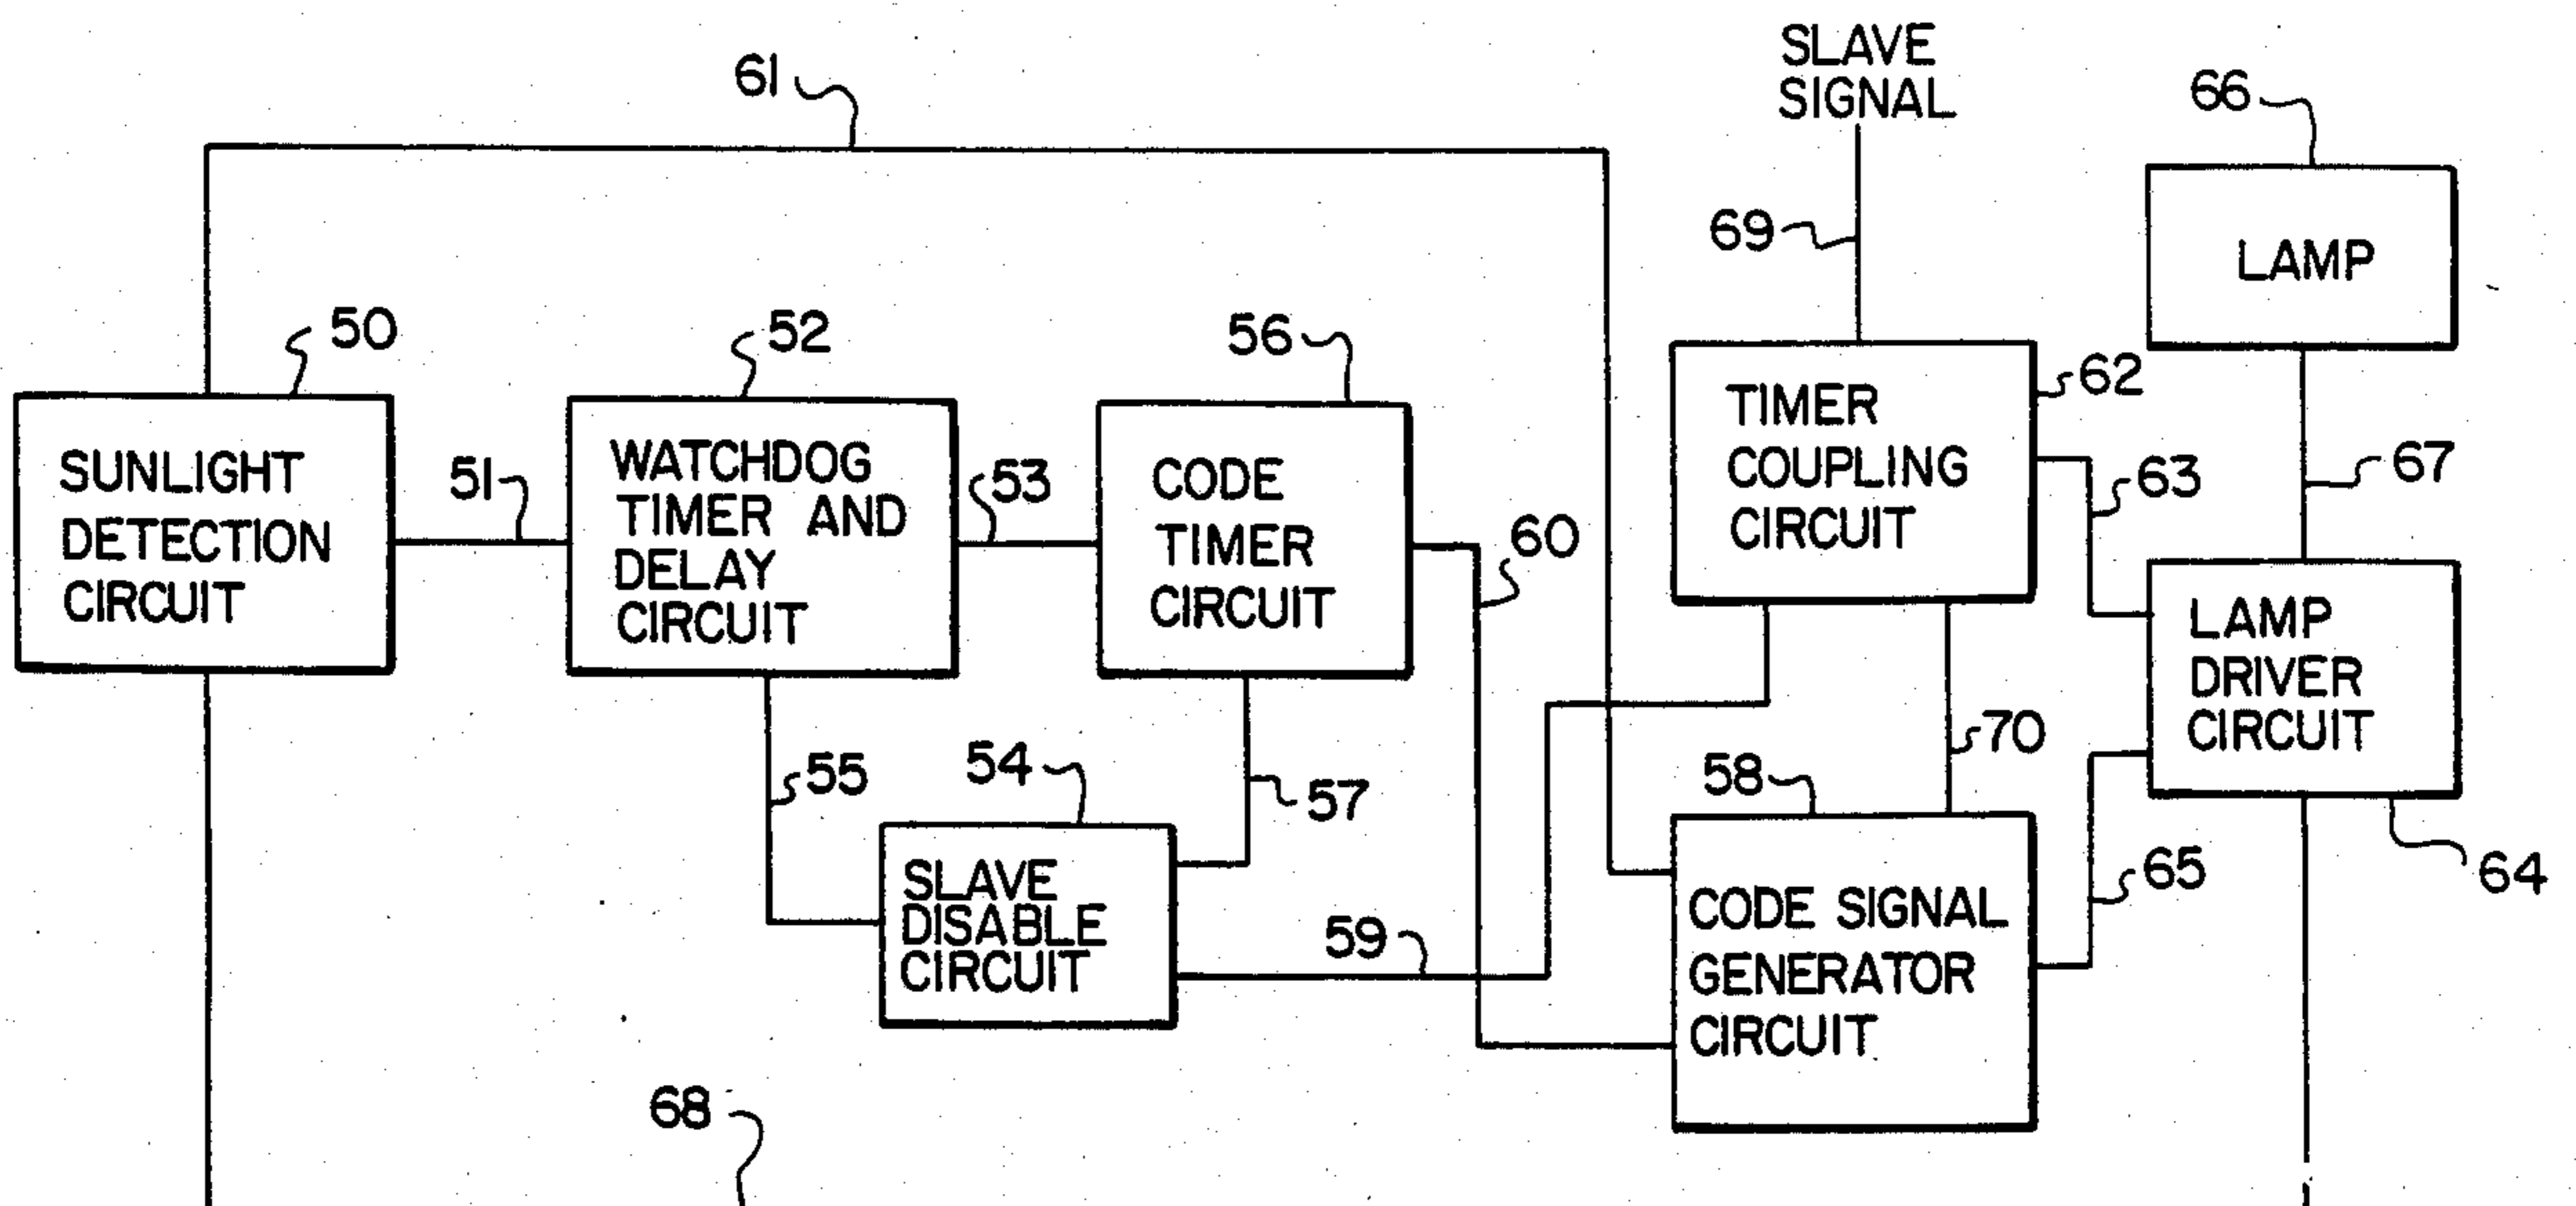 SLAVE
SIGNAL
61
66
69
LAMP
50
52
56
62
SUNLIGHT
DETECTION
CIRCUIT
51
WATCHDOG
TIMER AND
DELAY
CIRCUIT
53
CODE
TIMER
CIRCUIT
60
TIMER
COUPLING
CIRCUIT
63
67
LAMP
DRIVER
CIRCUIT
55
54
57
58
70
65
64
SLAVE
DISABLE
CIRCUIT
59
CODE SIGNAL
GENERATOR
CIRCUIT
68